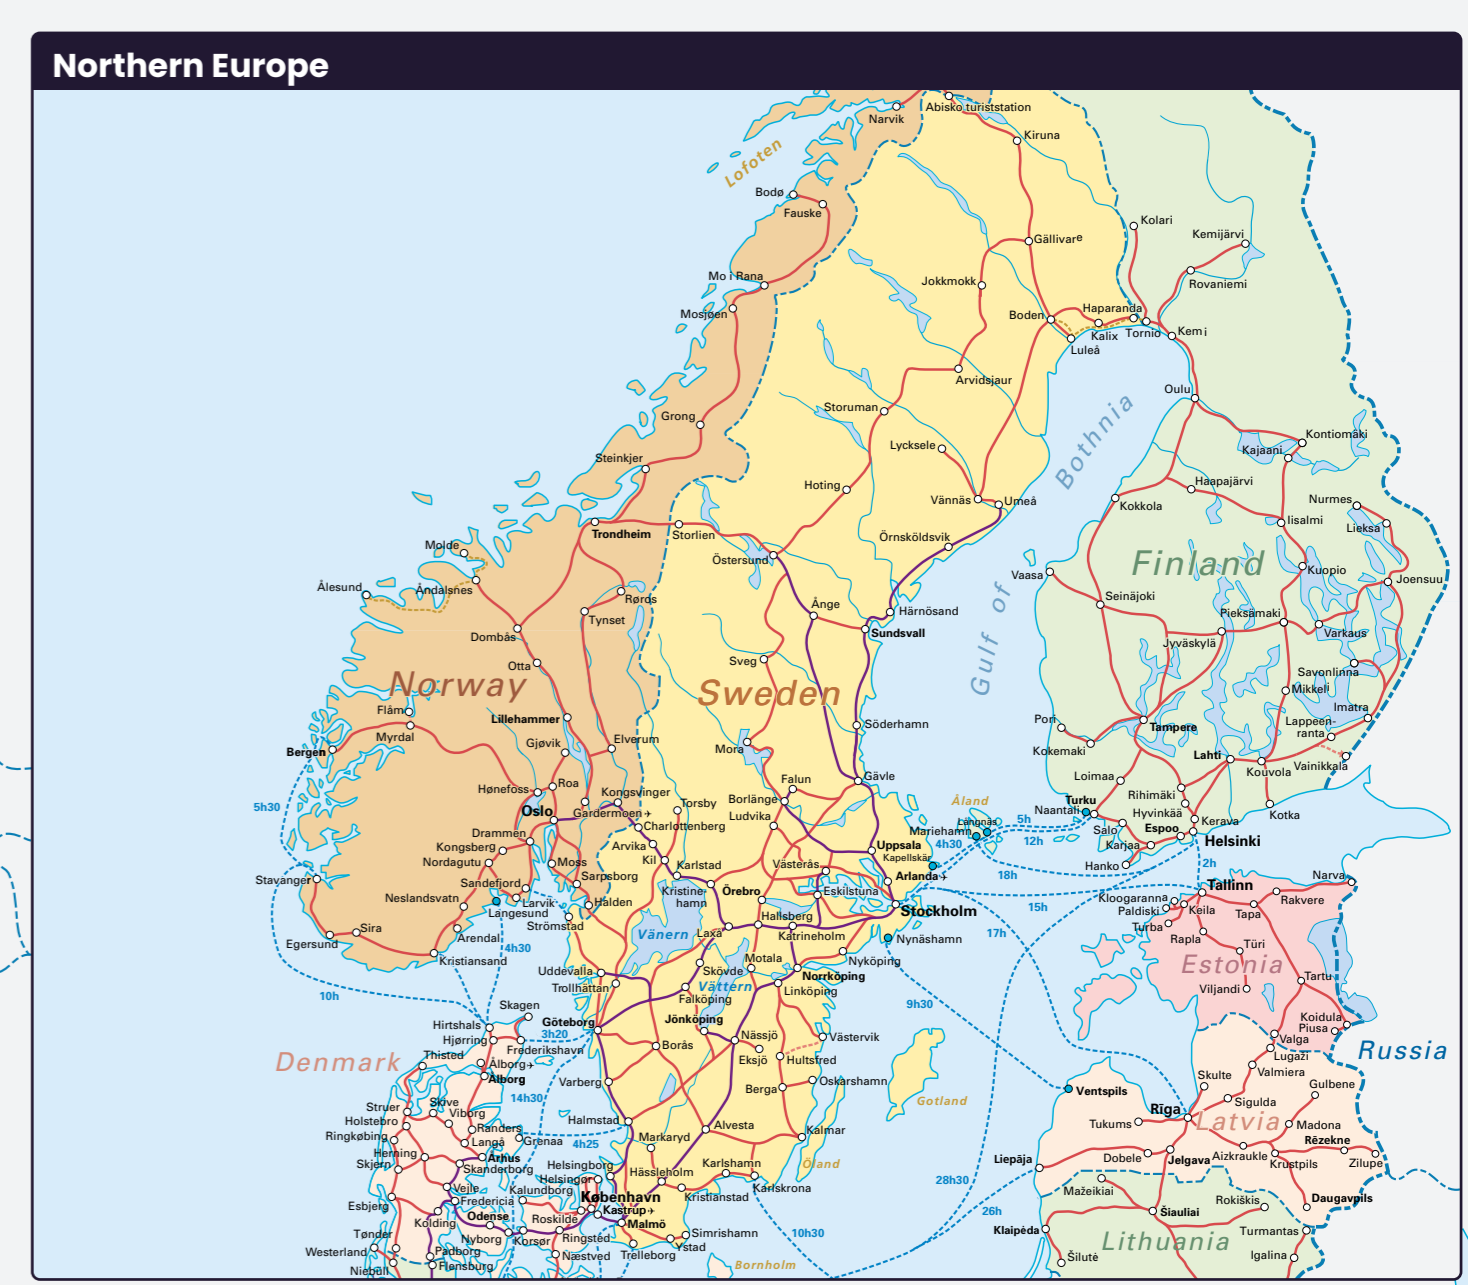 Northern Europe
Abisko turiststation
Narvik
Kiruna
Lofoten
Bodø
Fauske
Kolari
Kemijärvi
Gällivare
Mo i Rana
Jokkmokk
Rovaniemi
Mosjøen
Boden
Haparanda
Kalix
Tornio
Kemi
Luleå
Arvidsjaur
Oulu
Storuman
Grong
Bothnia
Kontiomäki
Lycksele
Kajaani
Steinkjer
Hoting
Haapajärvi
Vännäs
Umeå
Kokkola
Nurmes
Iisalmi
Lieksa
Trondheim
Storlien
Örnsköldsvik
Molde
Östersund
Finland
Vaasa
Kuopio
Joensuu
Ålesund
Åndalsnes
Røros
Ånge
Härnösand
Gulf of
Seinäjoki
Pieksämaki
Tynset
Dombås
Sundsvall
Varkaus
Jyväskylä
Otta
Sveg
Savonlinna
Norway
Sweden
Mikkeli
Flåm
Lillehammer
Imatra
Söderhamn
Pori
Tampere
Lappeen-
ranta
Myrdal
Bergen
Gjøvik
Elverum
Mora
Kokemaki
Lahti
Vainikkala
Kouvola
Loimaa
Falun
Gävle
Hønefoss
Roa
Kongsvinger
Torsby
Borlänge
Rihimäki
5h30
Åland
Turku
Naantali
Oslo
Gardermoen
Ludvika
Hyvinkää
Kotka
Charlottenberg
Långnäs
5h
Mariehamn
Salo
Espoo
Kerava
Drammen
12h
4h30
Helsinki
Kongsberg
Arvika
Uppsala
Karjaa
Kapellskär
Nordagutu
Moss
Kil
Karlstad
Västerås
Hanko
2h
Arlanda
18h
Stavanger
Sandefjord
Sarpsborg
Kristine-
hamn
Örebro
Eskilstuna
Tallinn
Narva
Neslandsvatn
Larvik
Halden
Kloogaranna
Rakvere
Langesund
Stockholm
15h
Paldiski
Keila
Tapa
Hallsberg
Strömstad
Sira
Turba
Egersund
Arendal
Vänern
Laxå
Katrineholm
17h
Nynäshamn
Rapla
Türi
4h30
Kristiansand
Nyköping
Motala
Estonia
Uddevalla
Skövde
Norrköping
Tartu
Trollhättan
Vättern
Linköping
Viljandi
10h
Falköping
9h30
Skagen
Jönköping
Koidula
Hirtshals
Göteborg
Piusa
3h20
Nässjö
Västervik
Valga
Hjørring
Frederikshavn
Borås
Russia
Denmark
Thisted
Eksjö
Hultsfred
Lugaži
Ålborg
Valmiera
Ålborg
Varberg
Skulte
Oskarshamn
Gulbene
Berga
Ventspils
14h30
Gotland
Struer
Skive
Sigulda
Riga
Holstebro
Viborg
Halmstad
Latvia
Randers
Alvesta
Tukums
Madona
Ringkøbing
Kalmar
Langå
Grenaa
4h25
Markaryd
Rēzekne
Herning
Århus
Liepāja
Dobele
Jelgava
Aizkraukle
Krustpils
Zilupe
Skjern
Skanderborg
Helsingborg
Hässleholm
Karlshamn
Öland
Helsingør
28h30
Vejle
Kalundborg
København
Karlskrona
Mažeikiai
Fredericia
Kristianstad
Rokiškis
Daugavpils
Esbjerg
Kastrup
26h
Šiauliai
Odense
Roskilde
Kolding
Malmö
Klaipėda
10h30
Turmantas
Tønder
Nyborg
Korsør
Ringsted
Simrishamn
Lithuania
Westerland
Padborg
Næstved
Trelleborg
Ystad
Šilutė
Igalina
Niebüll
Flensburg
Bornholm